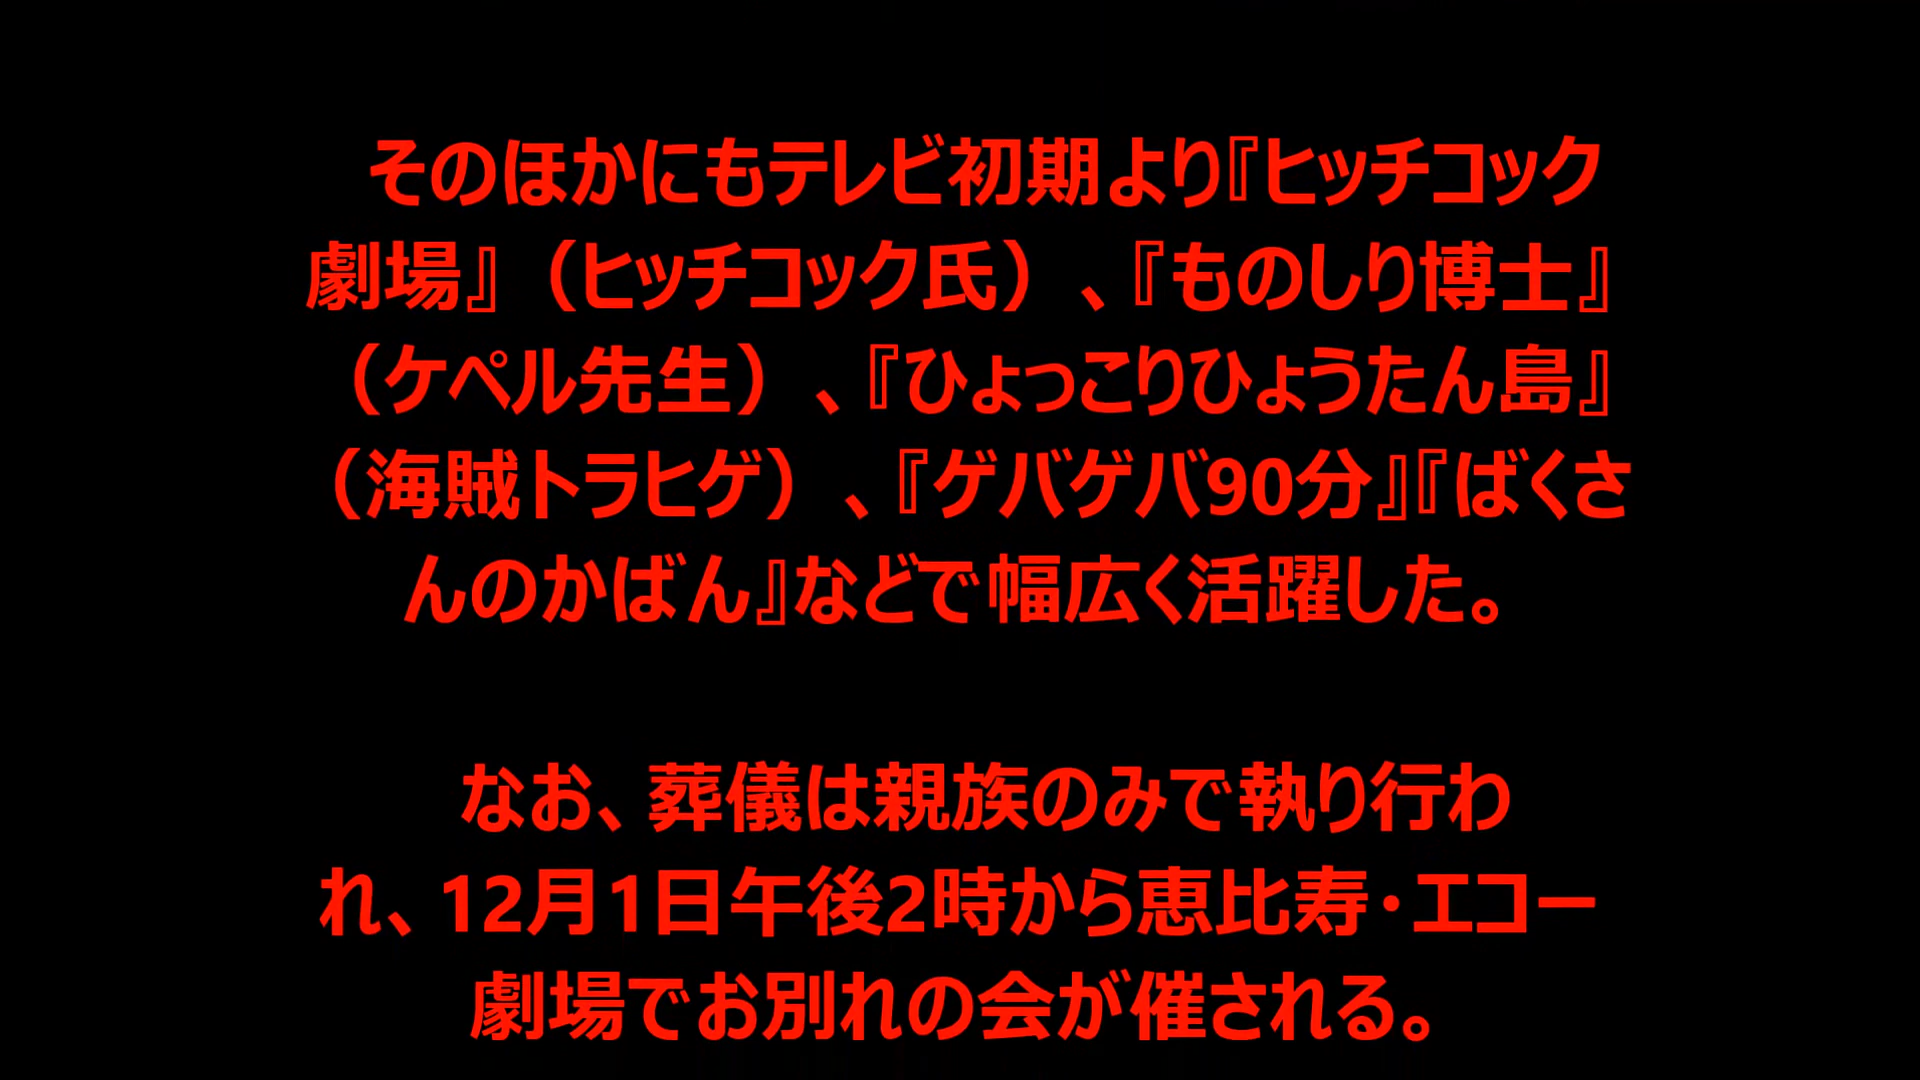 そのほかにもテレビ初期より『ヒッチコック
劇場』（ヒッチコック氏）、『ものしり博士』
（ケペル先生）、『ひょっこりひょうたん島』
（海賊トラヒゲ）、『ゲバゲバ90分』『ばくさ
んのかばん』などで幅広く活躍した。
なお、葬儀は親族のみで執り行わ
れ、12月1日午後2時から恵比寿・エコー
劇場でお別れの会が催される。